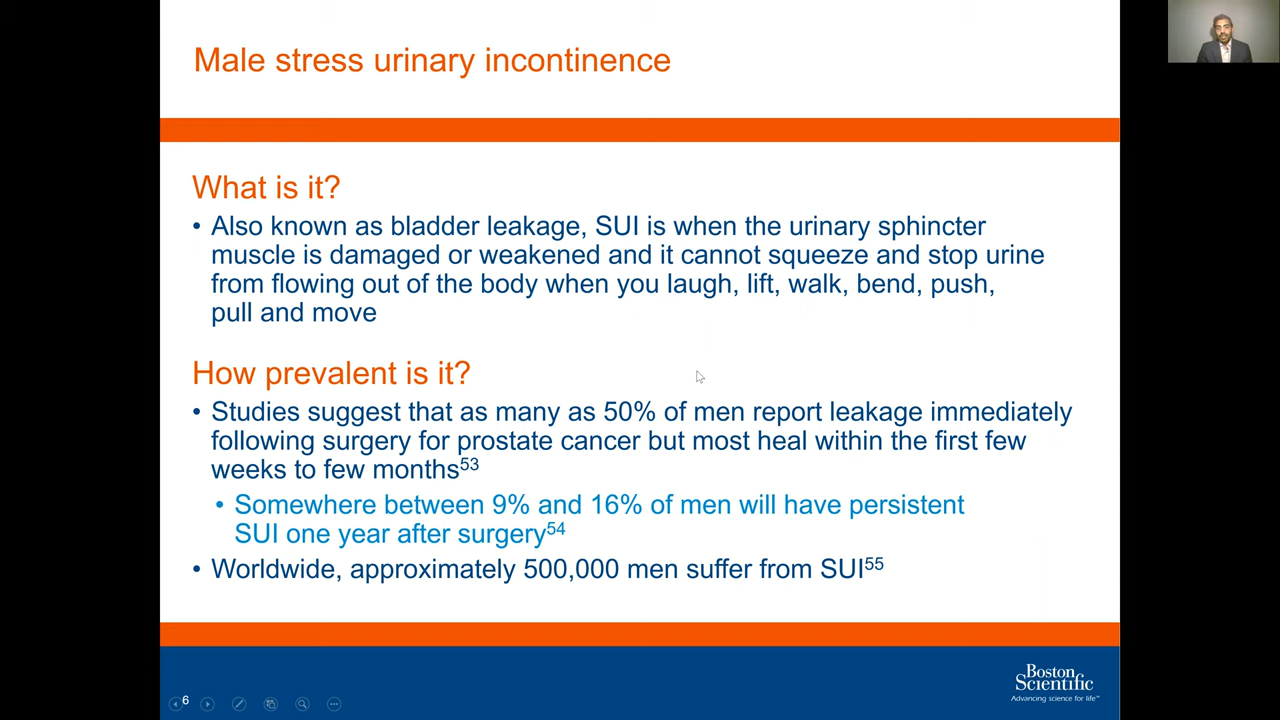 Male stress urinary incontinence
What is it?
• Also known as bladder leakage, SUI is when the urinary sphincter
muscle is damaged or weakened and it cannot squeeze and stop urine
from flowing out of the body when you laugh, lift, walk, bend, push,
pull and move
How prevalent is it?
• Studies suggest that as many as 50% of men report leakage immediately
following surgery for prostate cancer but most heal within the first few
weeks to few months53
• Somewhere between 9% and 16% of men will have persistent
SUI one year after surgery54
• Worldwide, approximately 500,000 men suffer from SUI55
6
Boston
Scientific
Advancing science for life™